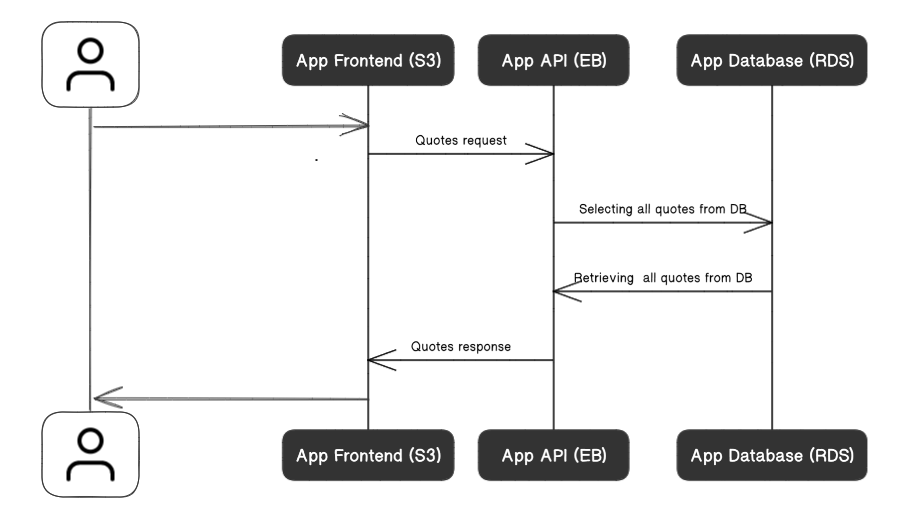 App Frontend (S3)
App API (EB)
App Database (RDS)
Quotes request
Selecting all quotes from DB
Retrieving  all quotes from DB
Quotes response
App Frontend (S3)
App API (EB)
App Database (RDS)